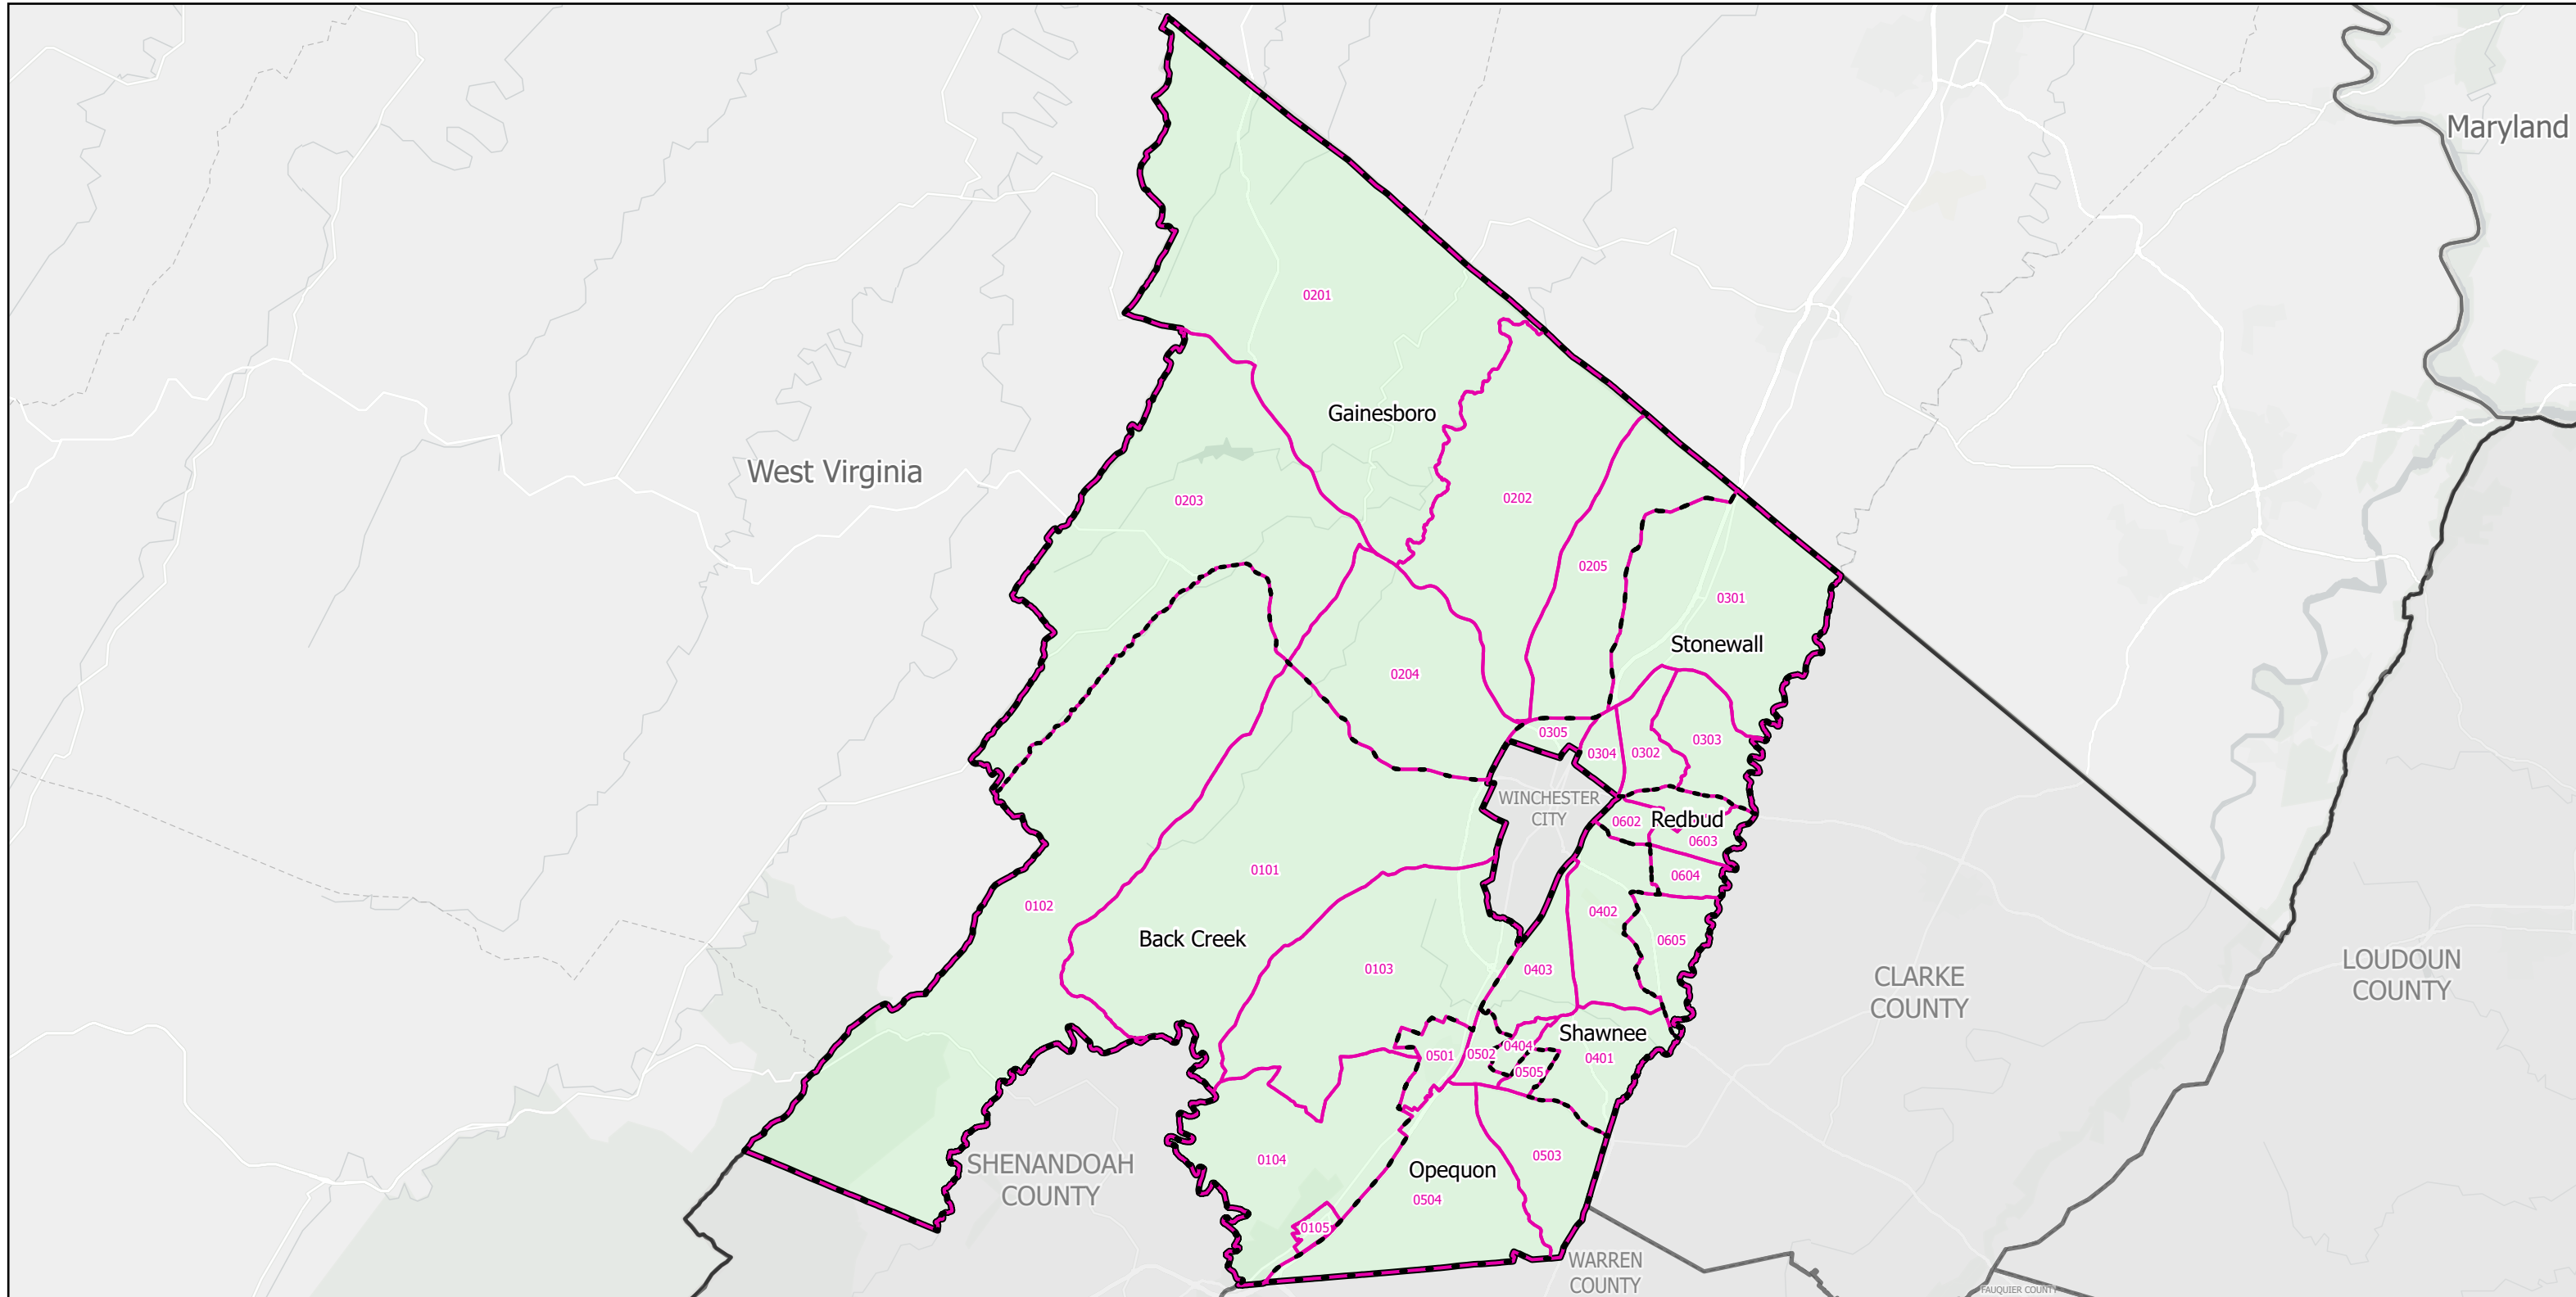 Maryland
0201
Gainesboro
West Virginia
0203
0202
0205
0301
Stonewall
0204
0305
0304
0302
0303
WINCHESTER
CITY
0602
Redbud
0603
0101
0604
0102
0402
Back Creek
0605
0103
0403
CLARKE
COUNTY
LOUDOUN
COUNTY
Shawnee
0501
0502
0404
0401
0505
SHENANDOAH
COUNTY
0104
Opequon
0503
0504
0105
WARREN
COUNTY
FAUQUIER COUNTY